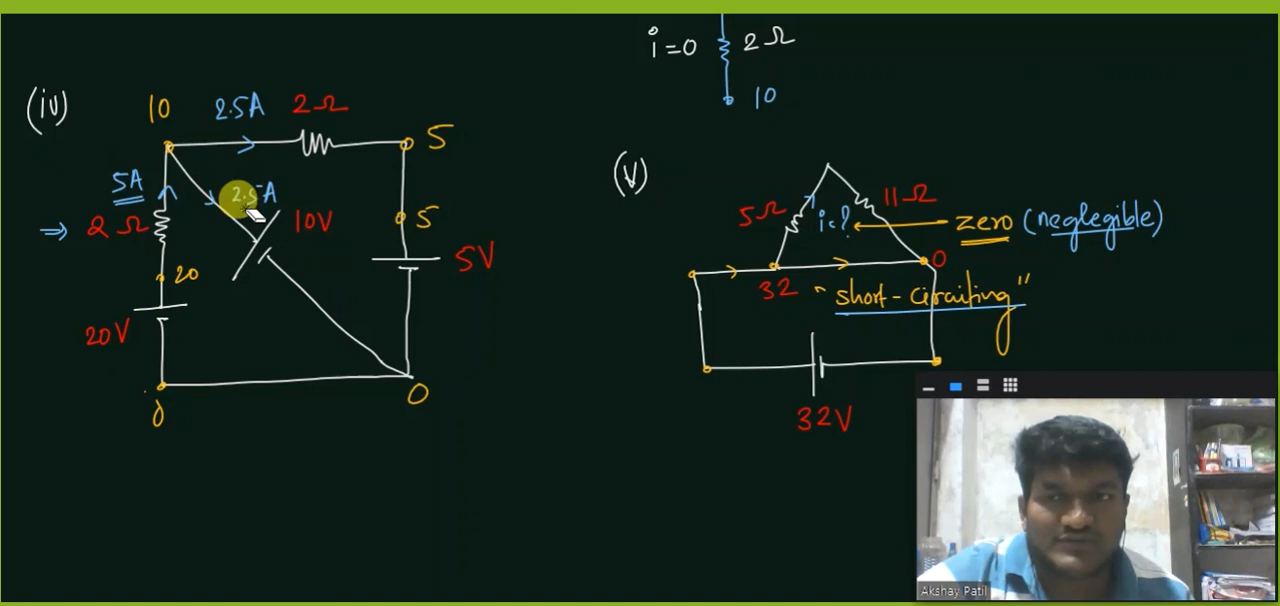 i=0 2Ω
10
(iv)
10 2.5A 2Ω 5
5A 2.5A
⇒ 2Ω 10V 5
20
5V
20V
0 0
(v)
5Ω 11Ω
i=? zero (neglegible)
32 0
"short-circuiting"
32V
Akshay Patil